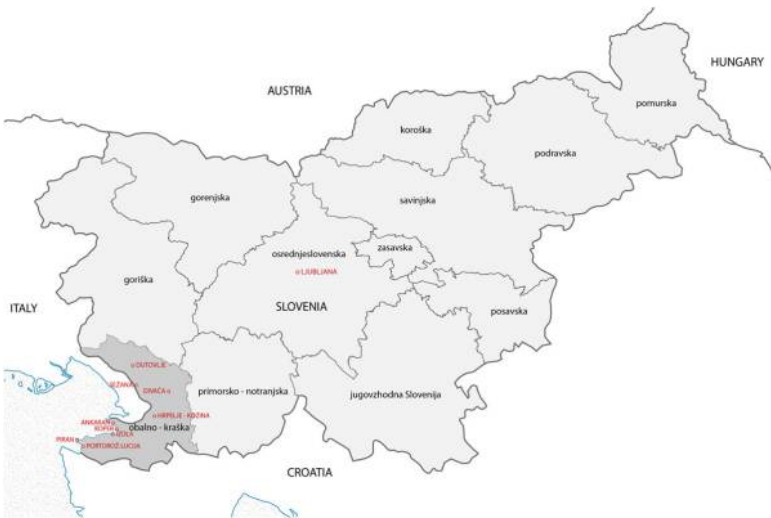 HUNGARY
AUSTRIA
pomurska
koroška
podravska
gorenjska
savinjska
zasavska
osrednjeslovenska
LJUBLJANA
goriška
ITALY
SLOVENIA
posavska
DUTOVLJE
SEŽANA
DIVAČA
primorsko - notranjska
jugovzhodna Slovenija
HRPELJE - KOZINA
ANKARAN
KOPER
obalno - kraška
IZOLA
PIRAN
PORTOROŽ LUCIJA
CROATIA